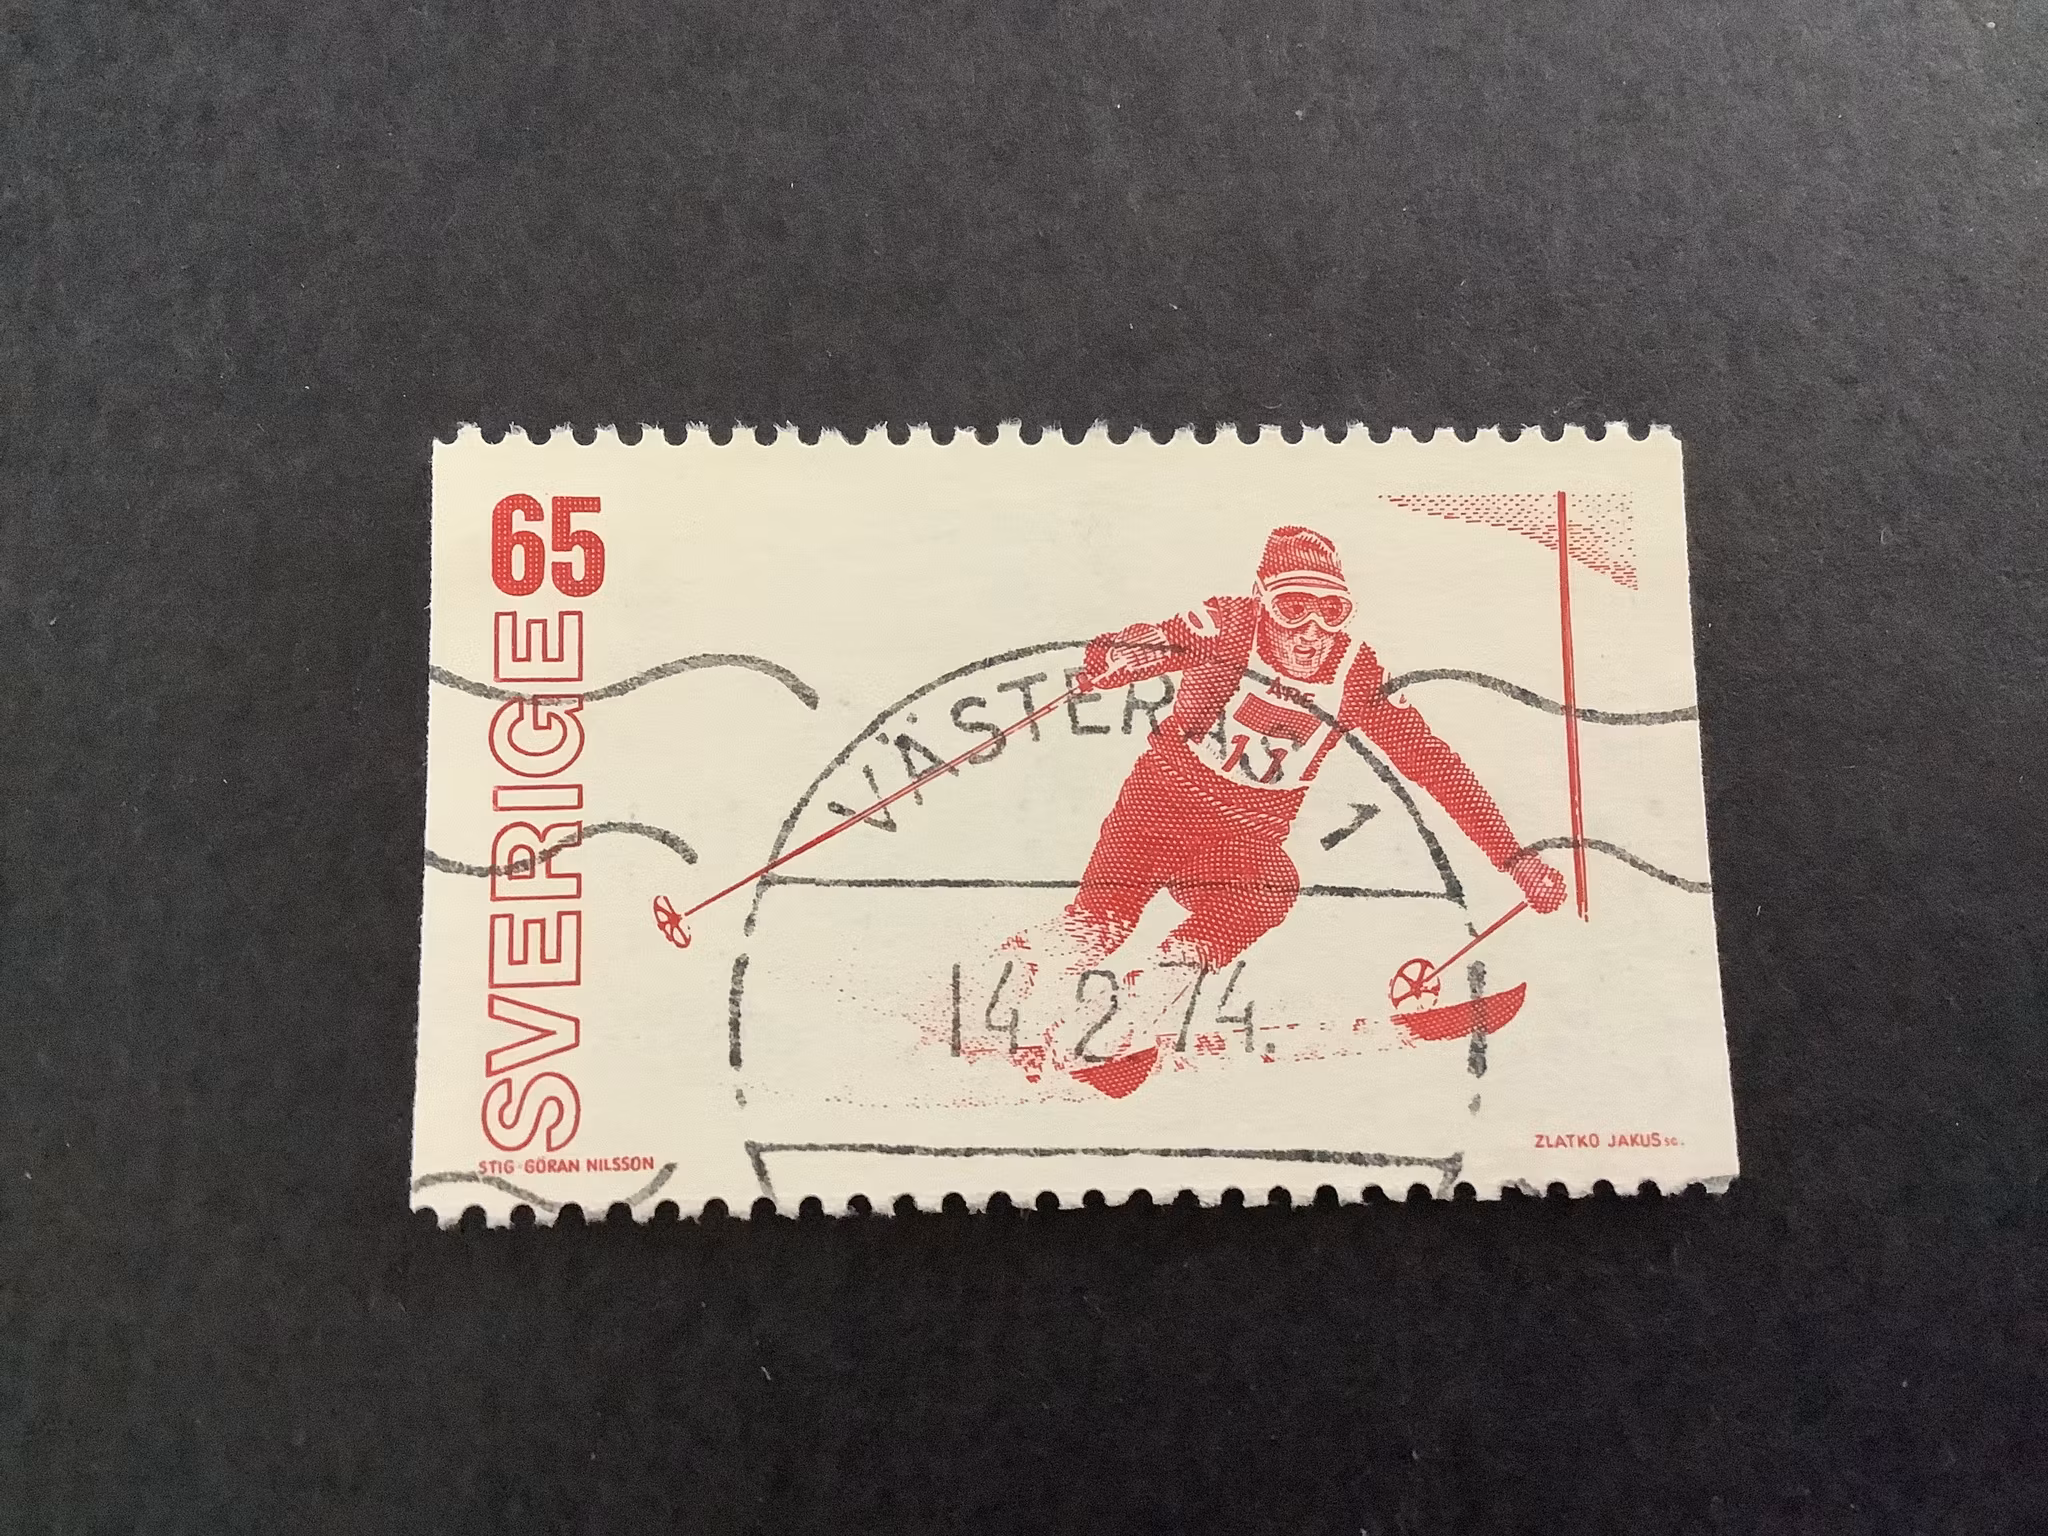 65
SVERIGE
VÄSTERÅS 1
ÅRE
14 2 74.
STIG-GÖRAN NILSSON
ZLATKO JAKUS sc.